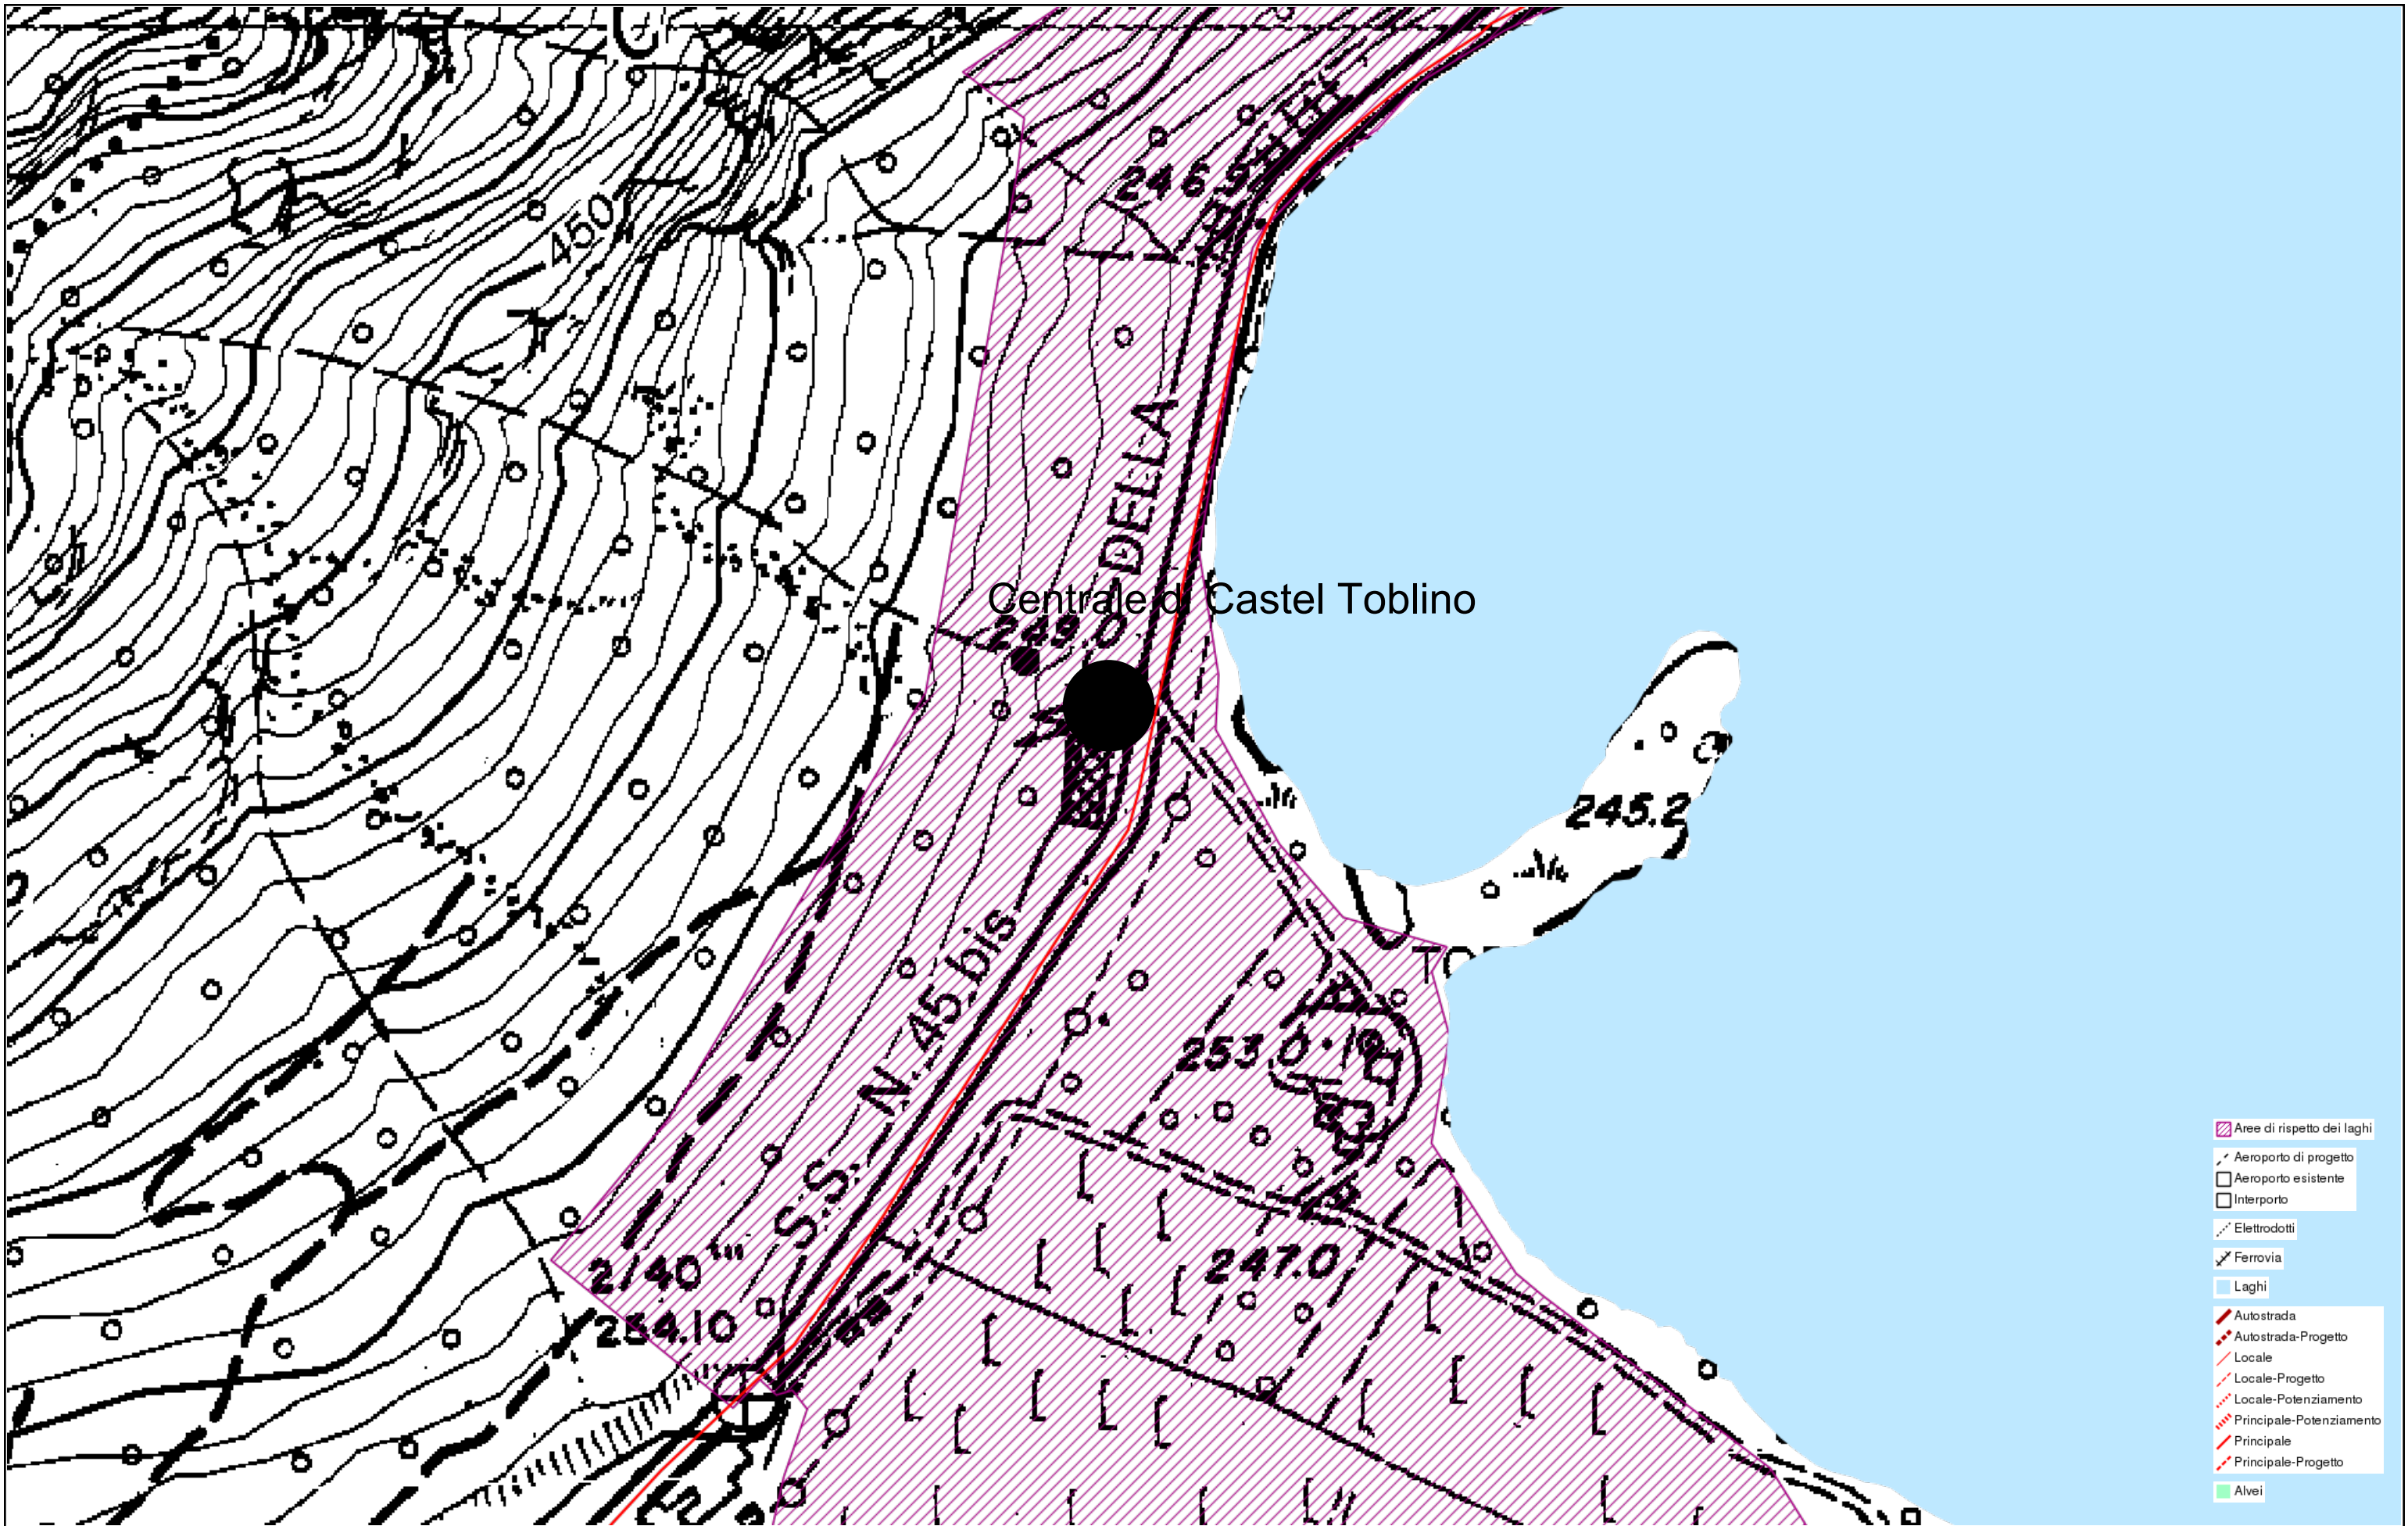 450
246.9
DELLA
Centrale di Castel Toblino
249.0
245.2
N. 45 bis
253.0
S.S.
247.0
2/40
254.10
Aree di rispetto dei laghi
Aeroporto di progetto
Aeroporto esistente
Interporto
Elettrodotti
Ferrovia
Laghi
Autostrada
Autostrada-Progetto
Locale
Locale-Progetto
Locale-Potenziamento
Principale-Potenziamento
Principale
Principale-Progetto
Alvei